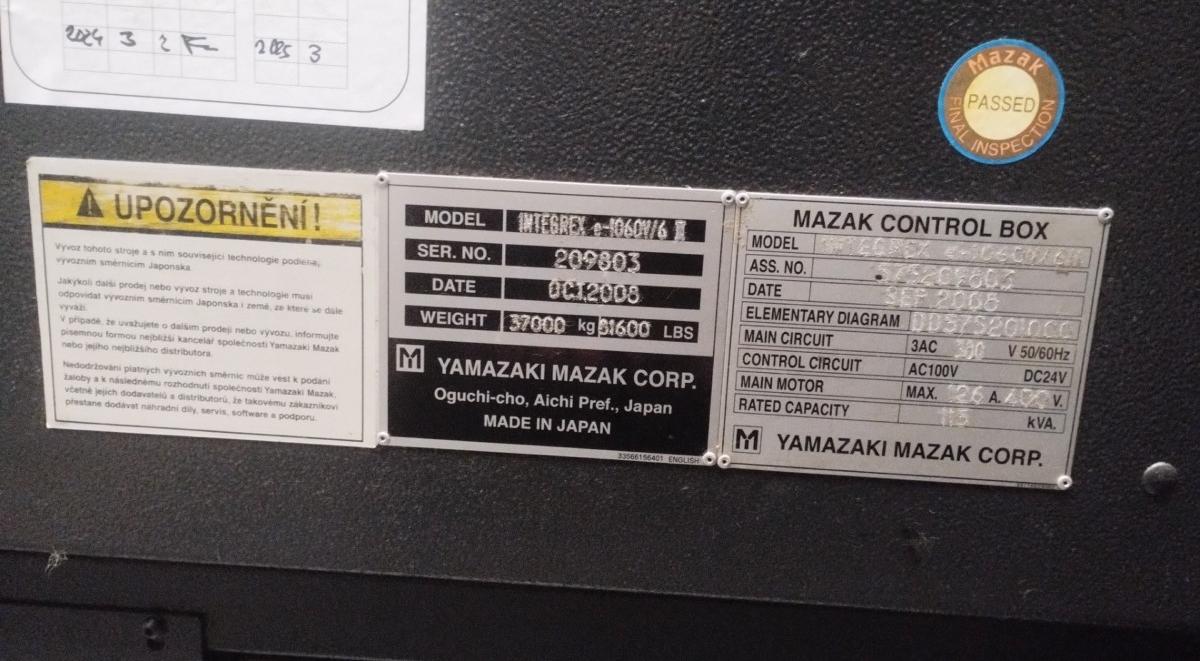 2024 3 2
2025 3
Mazak
PASSED
FINAL INSPECTION
UPOZORNĚNÍ!
Vývoz tohoto stroje a s ním související technologie podléhá,
vývozním směrnicím Japonska.
Jakýkoli další prodej nebo vývoz stroje a technologie musí
odpovídat vývozním směrnicím Japonska i země, ze které se dále
vyváží.
V případě, že uvažujete o dalším prodeji nebo vývozu, informujte
písemnou formou nejbližší kancelář společnosti Yamazaki Mazak
nebo jejího nejbližšího distributora.
Nedodržování platných vývozních směrnic může vést k podání
žaloby a k následnému rozhodnutí společnosti Yamazaki Mazak,
včetně jejich dodavatelů a distributorů, že takovému zákazníkovi
přestane dodávat náhradní díly, servis, software a podporu.
MODEL INTEGREX e-1060V/6 II
SER. NO. 209803
DATE OCT.2008
WEIGHT 37000 kg 81600 LBS
YAMAZAKI MAZAK CORP.
Oguchi-cho, Aichi Pref., Japan
MADE IN JAPAN
33566156401 ENGLISH
MAZAK CONTROL BOX
MODEL
ASS. NO.
DATE SEP.2008
ELEMENTARY DIAGRAM
MAIN CIRCUIT 3AC V 50/60Hz
CONTROL CIRCUIT AC100V DC24V
MAIN MOTOR MAX. 126 A. 400 V.
RATED CAPACITY 115 kVA.
YAMAZAKI MAZAK CORP.